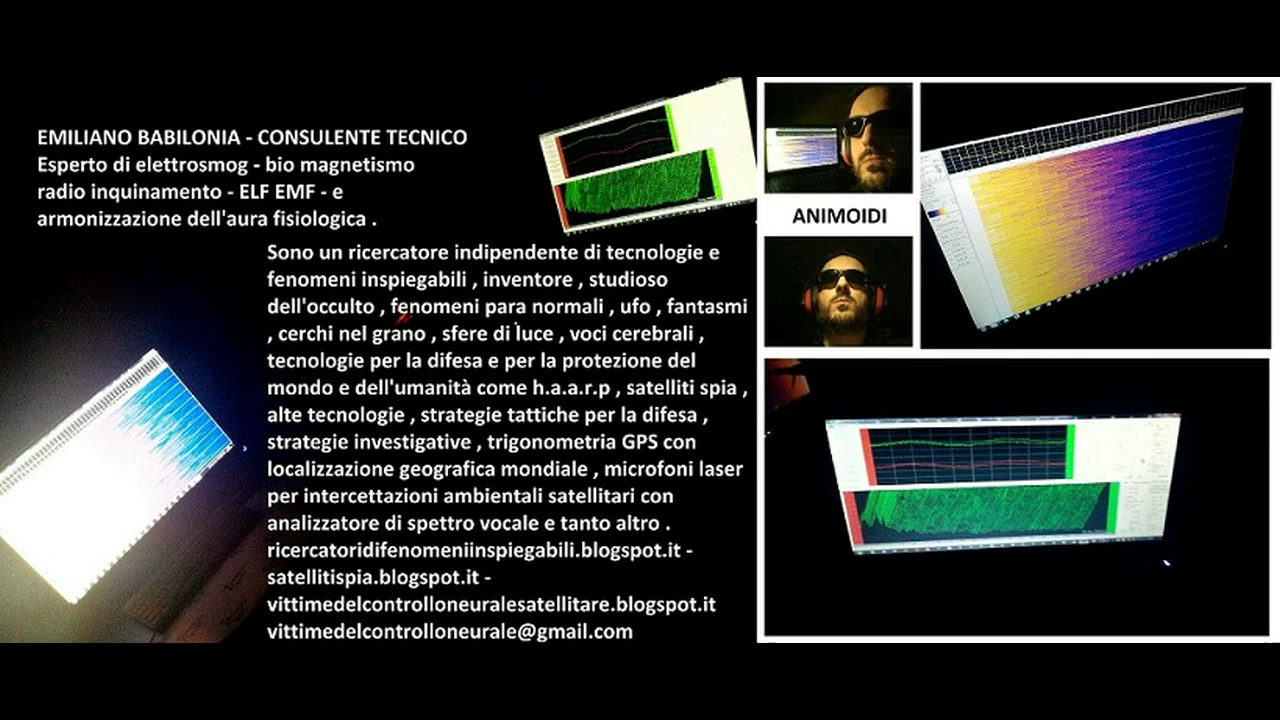 EMILIANO BABILONIA - CONSULENTE TECNICO
Esperto di elettrosmog - bio magnetismo
radio inquinamento - ELF EMF - e
armonizzazione dell'aura fisiologica .
Sono un ricercatore indipendente di tecnologie e
fenomeni inspiegabili , inventore , studioso
dell'occulto , fenomeni para normali , ufo , fantasmi
, cerchi nel grano , sfere di luce , voci cerebrali ,
tecnologie per la difesa e per la protezione del
mondo e dell'umanità come h.a.a.r.p , satelliti spia ,
alte tecnologie , strategie tattiche per la difesa ,
strategie investigative , trigonometria GPS con
localizzazione geografica mondiale , microfoni laser
per intercettazioni ambientali satellitari con
analizzatore di spettro vocale e tanto altro .
ricercatoridifenomeniinspiegabili.blogspot.it -
satellitispia.blogspot.it -
vittimedelcontrolloneuralesatellitare.blogspot.it
vittimedelcontrolloneurale@gmail.com
ANIMOIDI